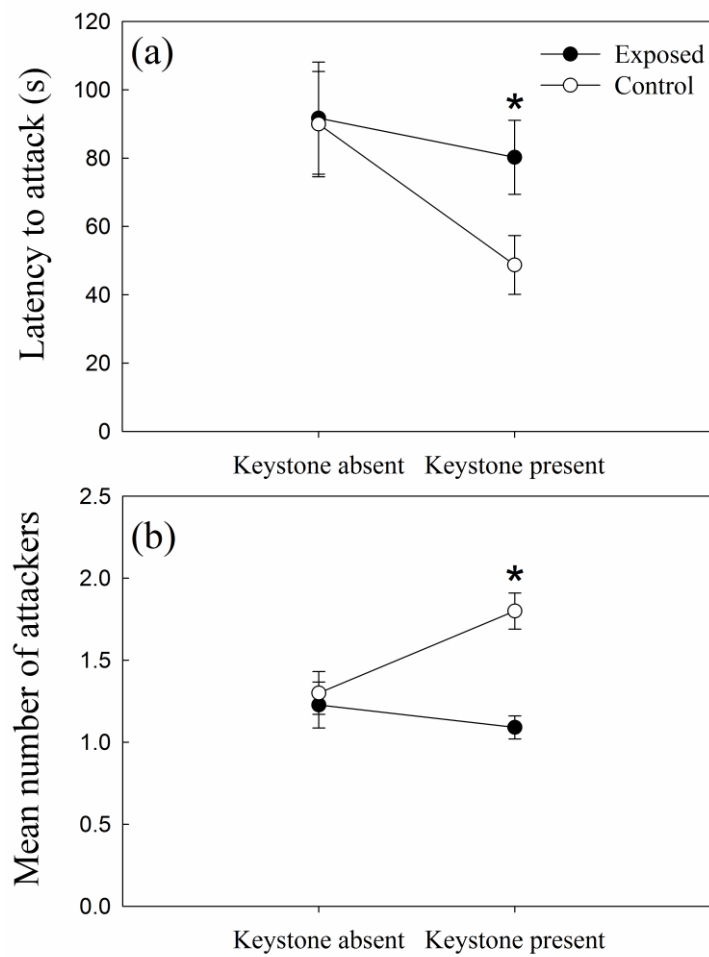 120
(a)
Exposed
100
Control
*
80
60
40
20
0
Latency to attack (s)
Keystone absent Keystone present
2.5
(b)
2.0
*
1.5
1.0
0.5
0.0
Mean number of attackers
Keystone absent Keystone present